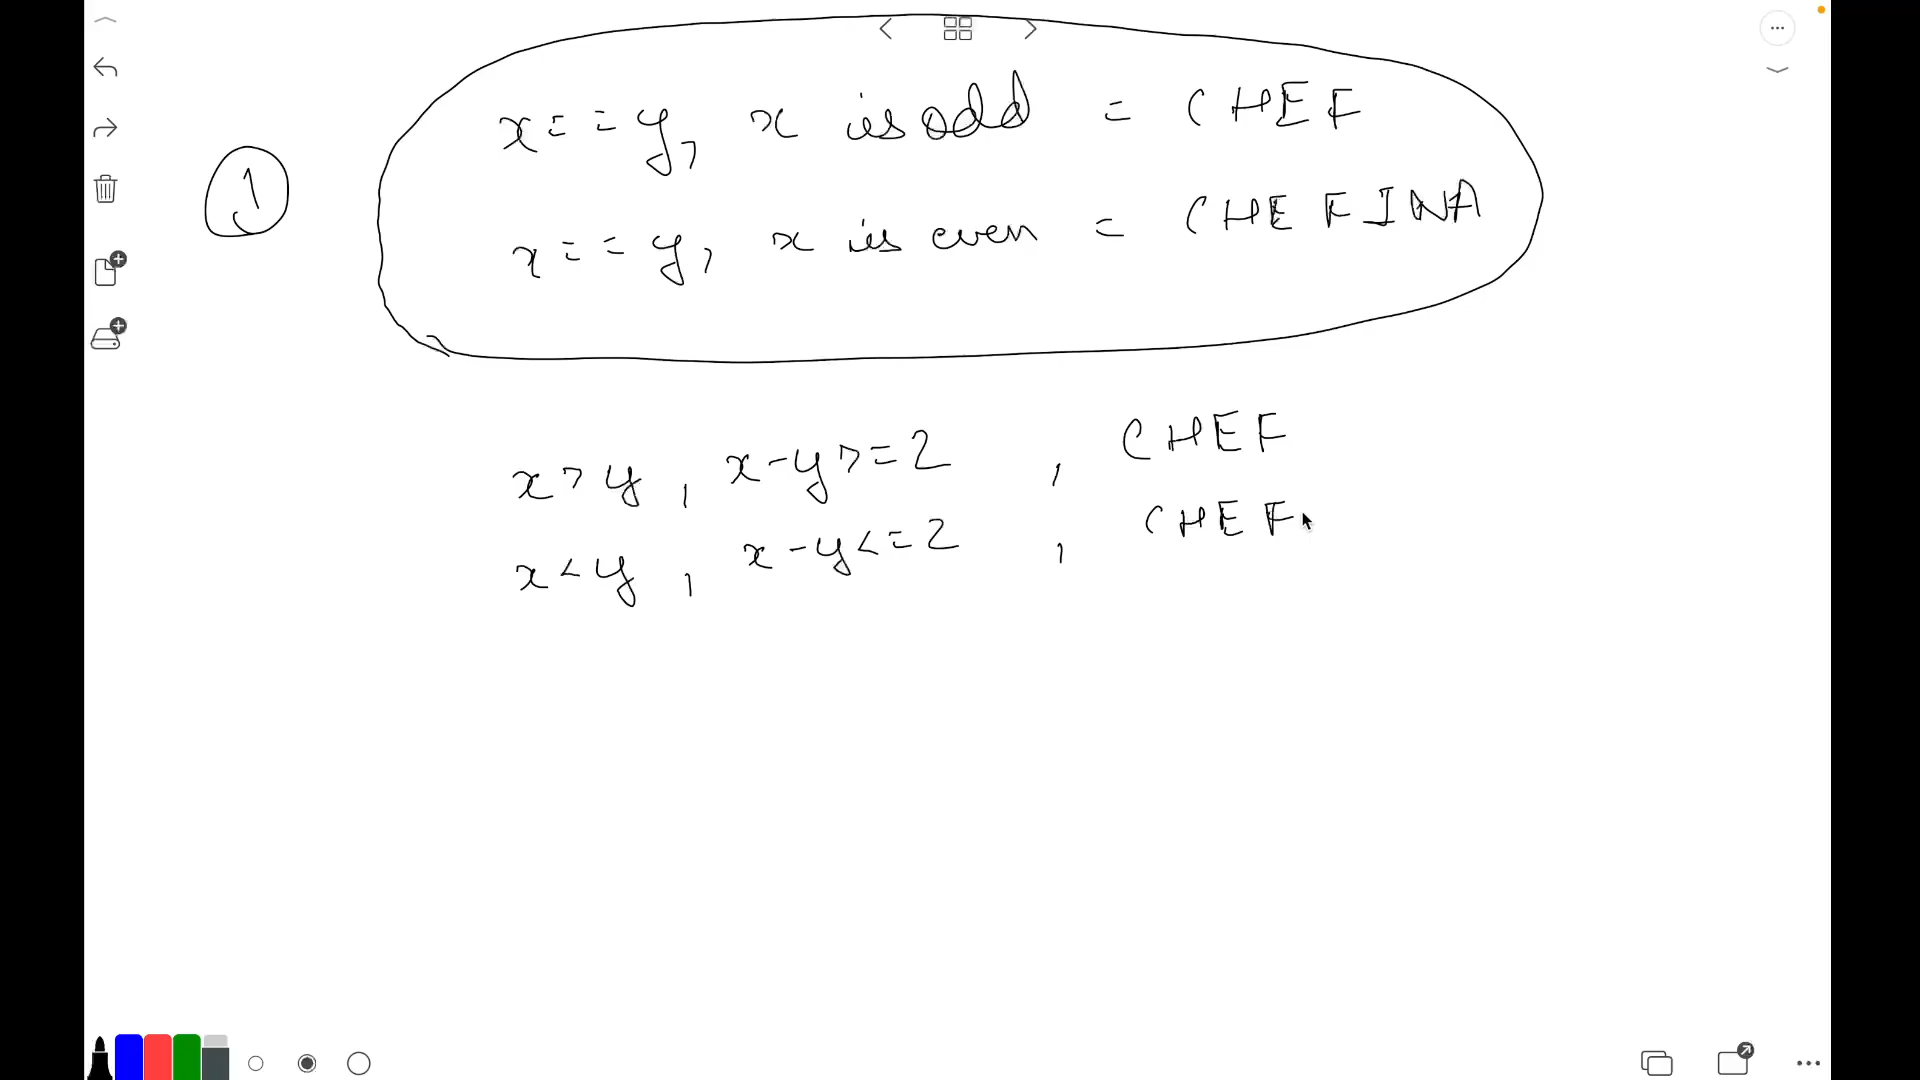 x==y, x is odd = CHEF
①
x==y, x is even = CHEFINA
x>y, x-y>=2, CHEF
x<y, x-y<=2, CHEF